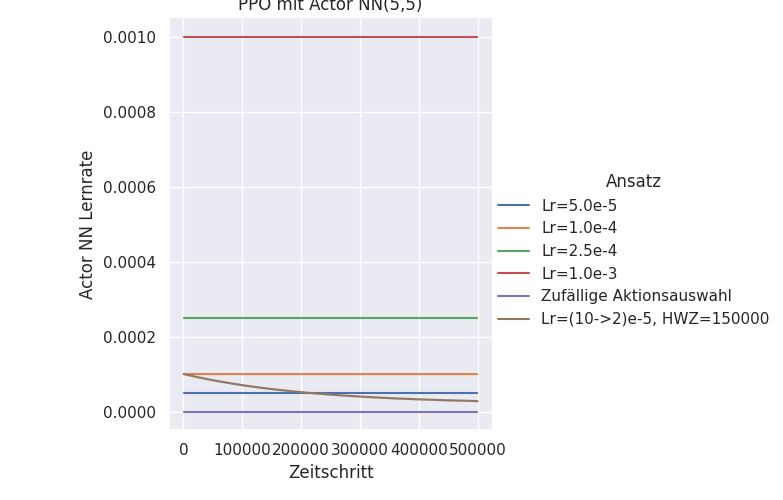 PPO mit Actor NN(5,5)
0.0010
0.0008
0.0006
0.0004
0.0002
0.0000
Actor NN Lernrate
0 100000 200000 300000 400000 500000
Zeitschritt
Ansatz
Lr=5.0e-5
Lr=1.0e-4
Lr=2.5e-4
Lr=1.0e-3
Zufällige Aktionsauswahl
Lr=(10->2)e-5, HWZ=150000